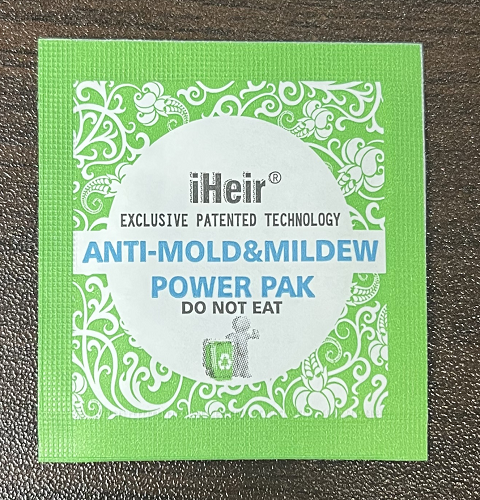 iHeir®
EXCLUSIVE PATENTED TECHNOLOGY
ANTI-MOLD&MILDEW
POWER PAK
DO NOT EAT